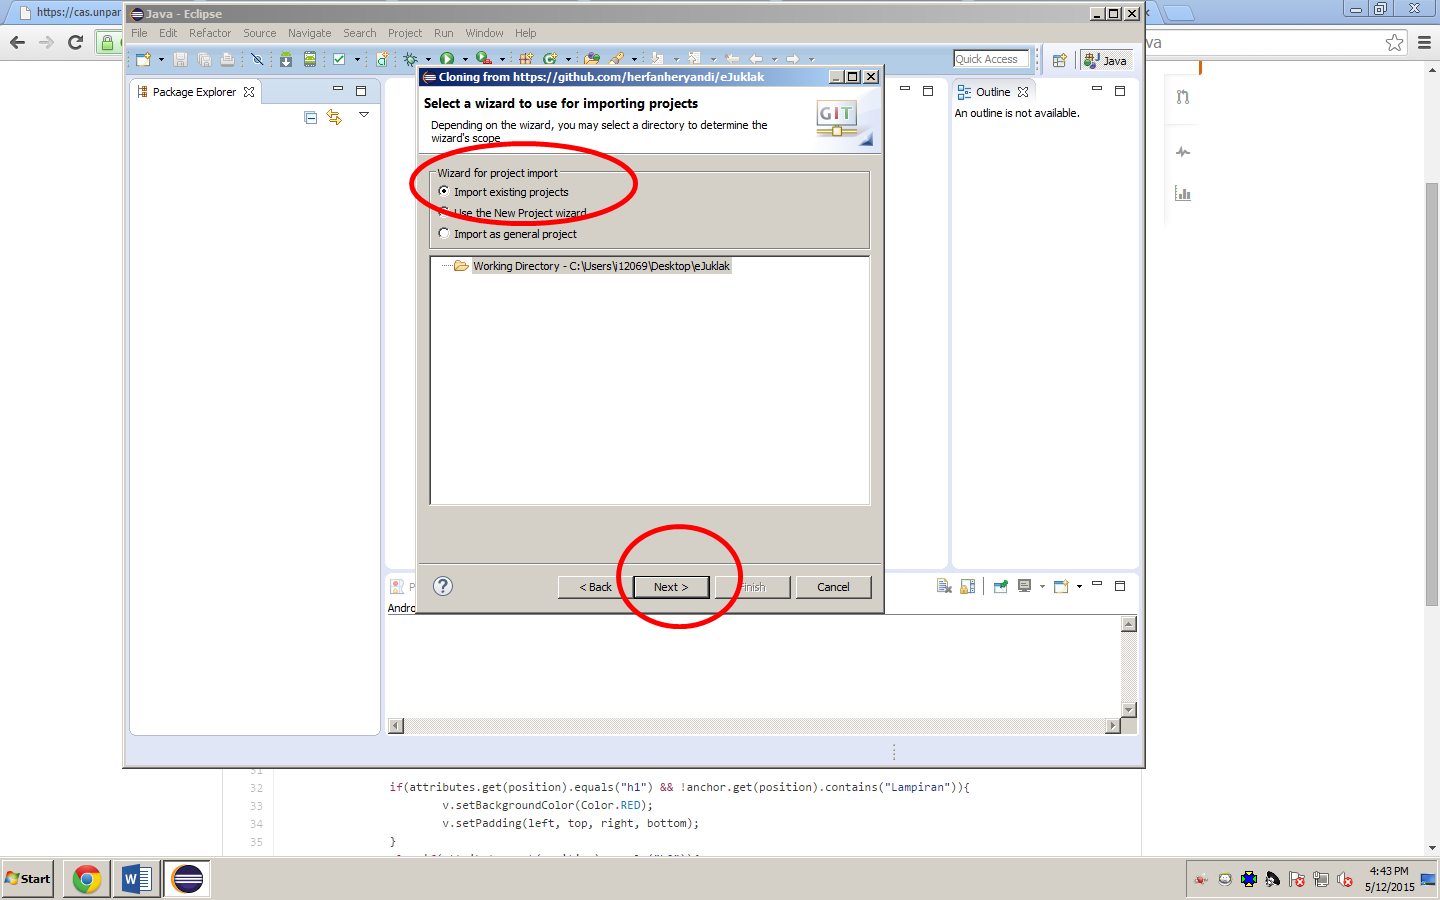 https://cas.unpar
Java - Eclipse
File Edit Refactor Source Navigate Search Project Run Window Help
Quick Access
Java
va
Package Explorer
Outline
An outline is not available.
Cloning from https://github.com/herfanheryandi/eJuklak
Select a wizard to use for importing projects
Depending on the wizard, you may select a directory to determine the
wizard's scope
GIT
Wizard for project import
Import existing projects
Use the New Project wizard
Import as general project
Working Directory - C:\Users\i12069\Desktop\eJuklak
< Back
Next >
Finish
Cancel
P
Andro
31
32 if(attributes.get(position).equals("h1") && !anchor.get(position).contains("Lampiran")){
33 v.setBackgroundColor(Color.RED);
34 v.setPadding(left, top, right, bottom);
35 }
Start
4:43 PM
5/12/2015